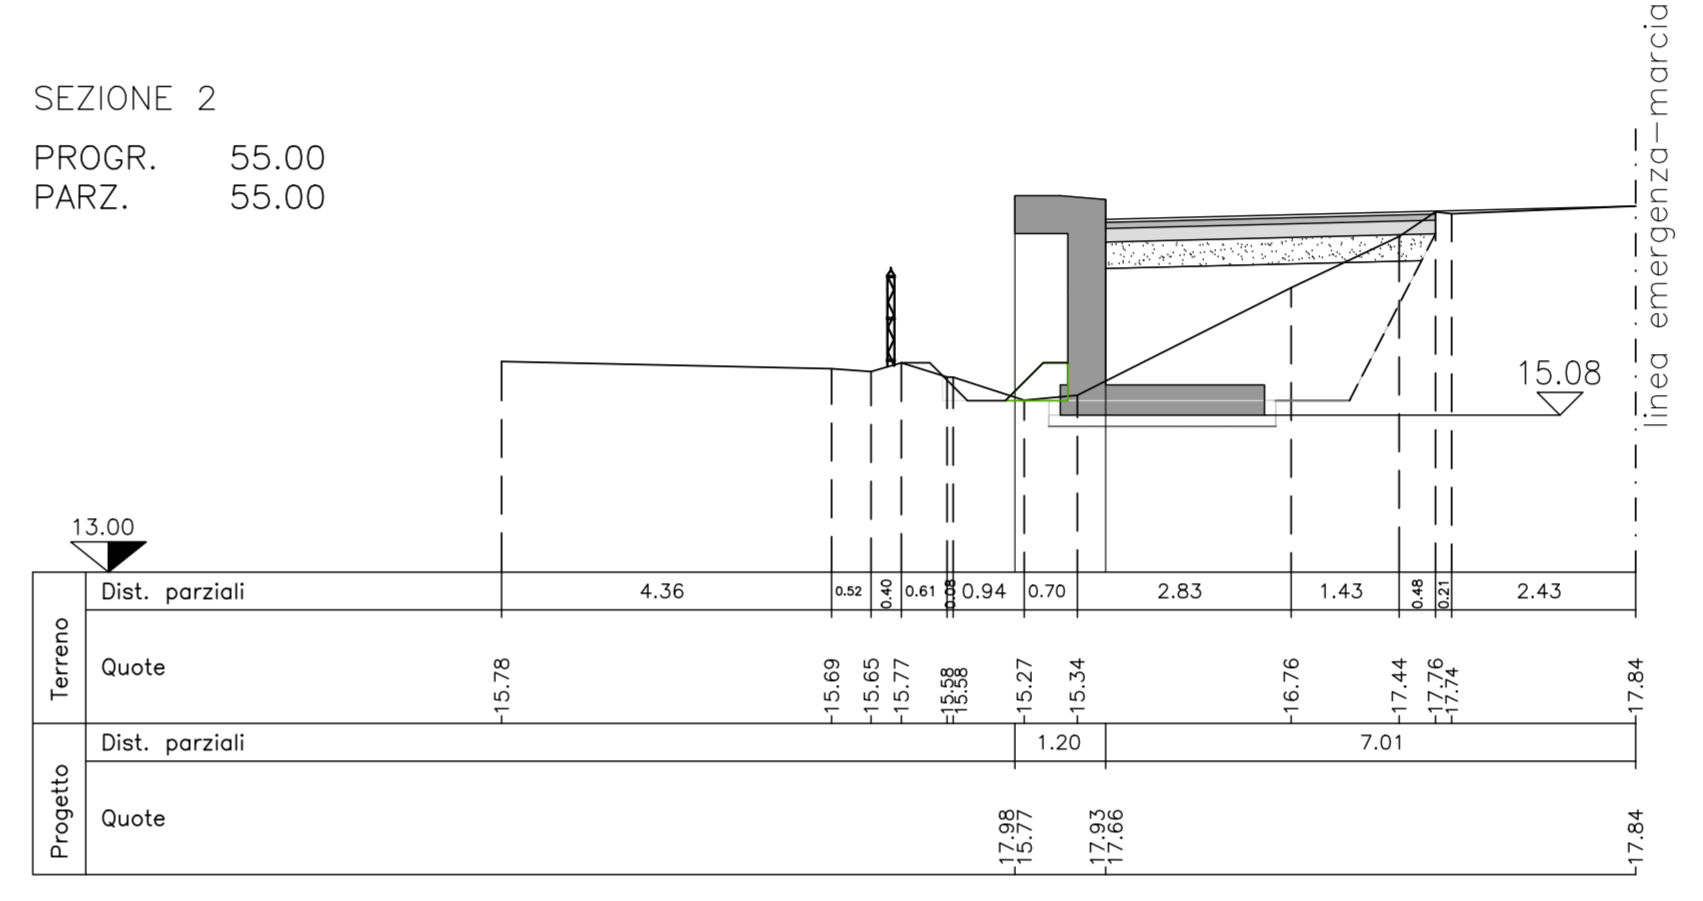 linea emergenza-marcia
SEZIONE 2
PROGR. 55.00
PARZ. 55.00
15.08
13.00
Terreno
Dist. parziali 4.36 0.52 0.40 0.61 0.08 0.94 0.70 2.83 1.43 0.48 0.21 2.43
Quote 15.78 15.69 15.65 15.77 15.58 15.58 15.27 15.34 16.76 17.44 17.76 17.74 17.84
Progetto
Dist. parziali 1.20 7.01
Quote 17.98 15.77 17.93 17.66 17.84